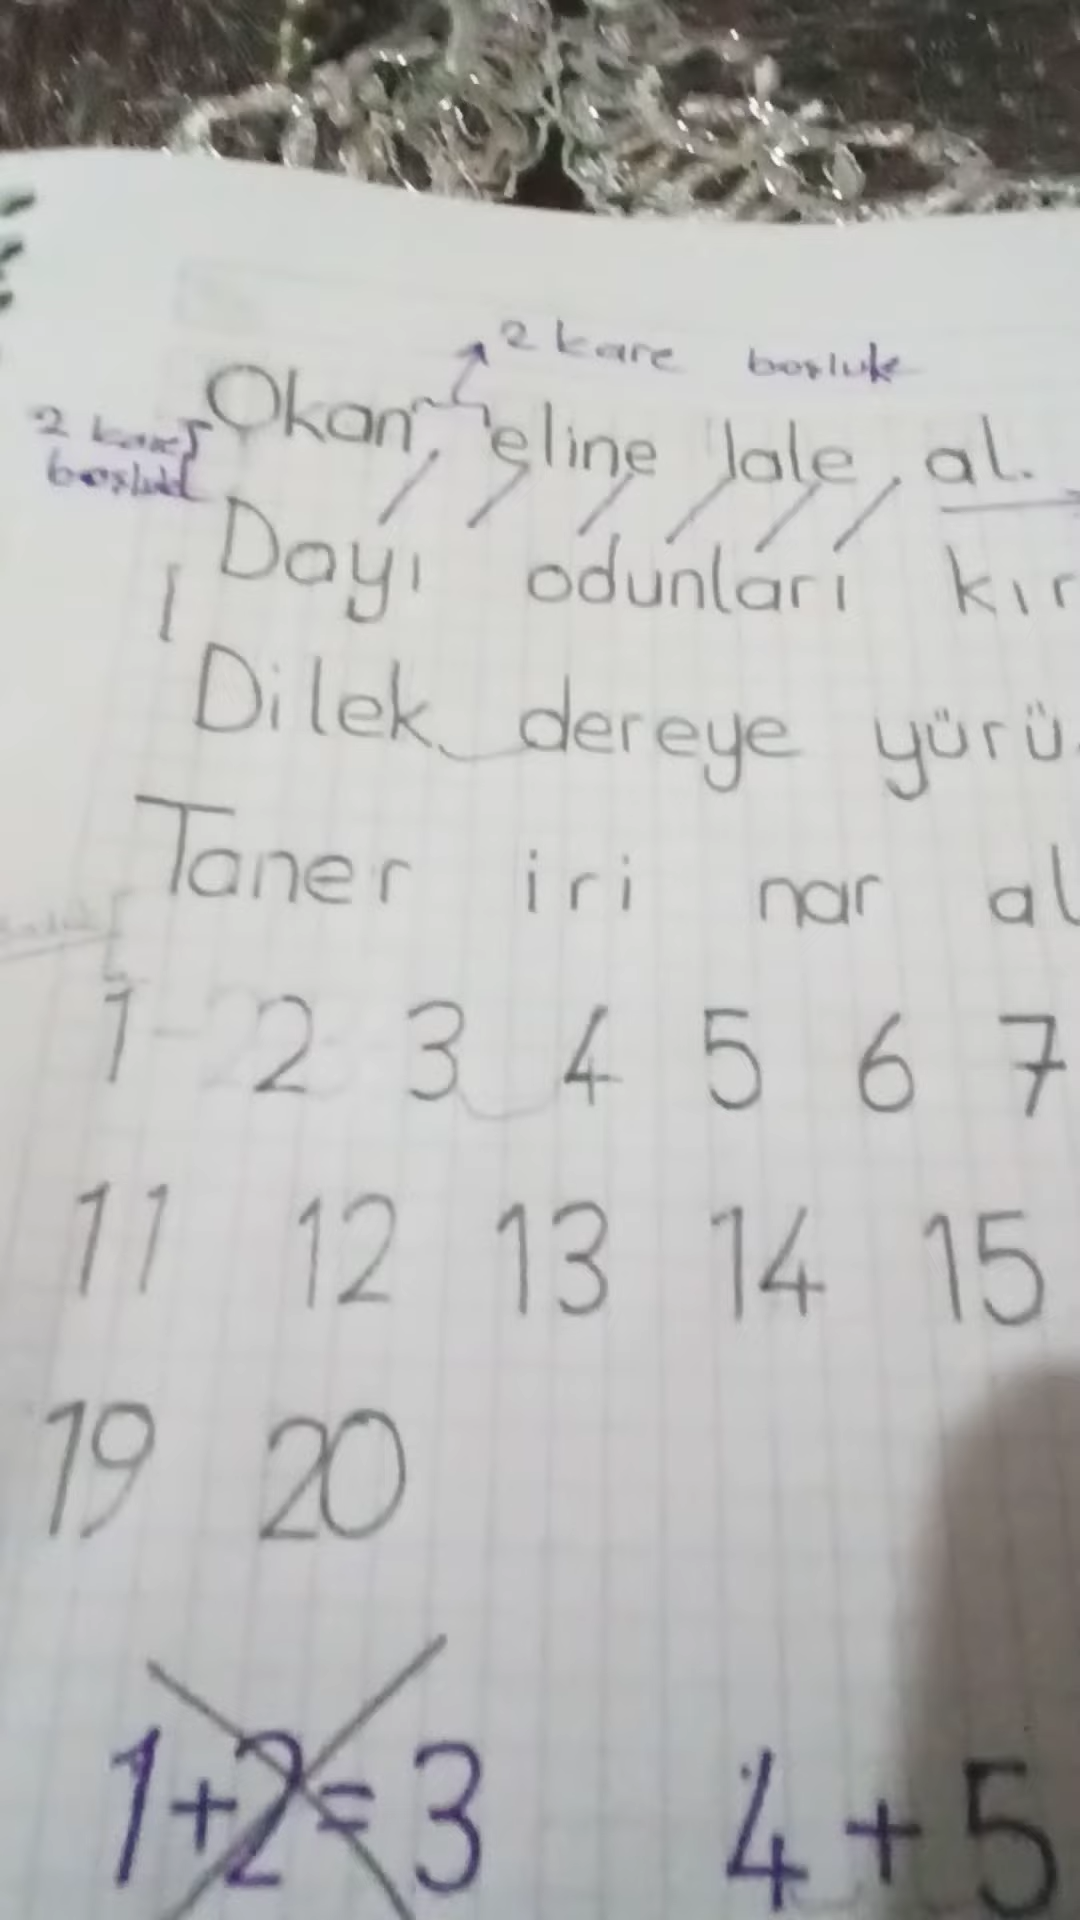 2 kare boşluk
Okan, eline lale al.
2 kare
boşluk
Dayı odunları kır
Dilek dereye yürü.
Taner iri nar al
1 2 3 4 5 6 7
11 12 13 14 15
19 20
1+2=3 4+5